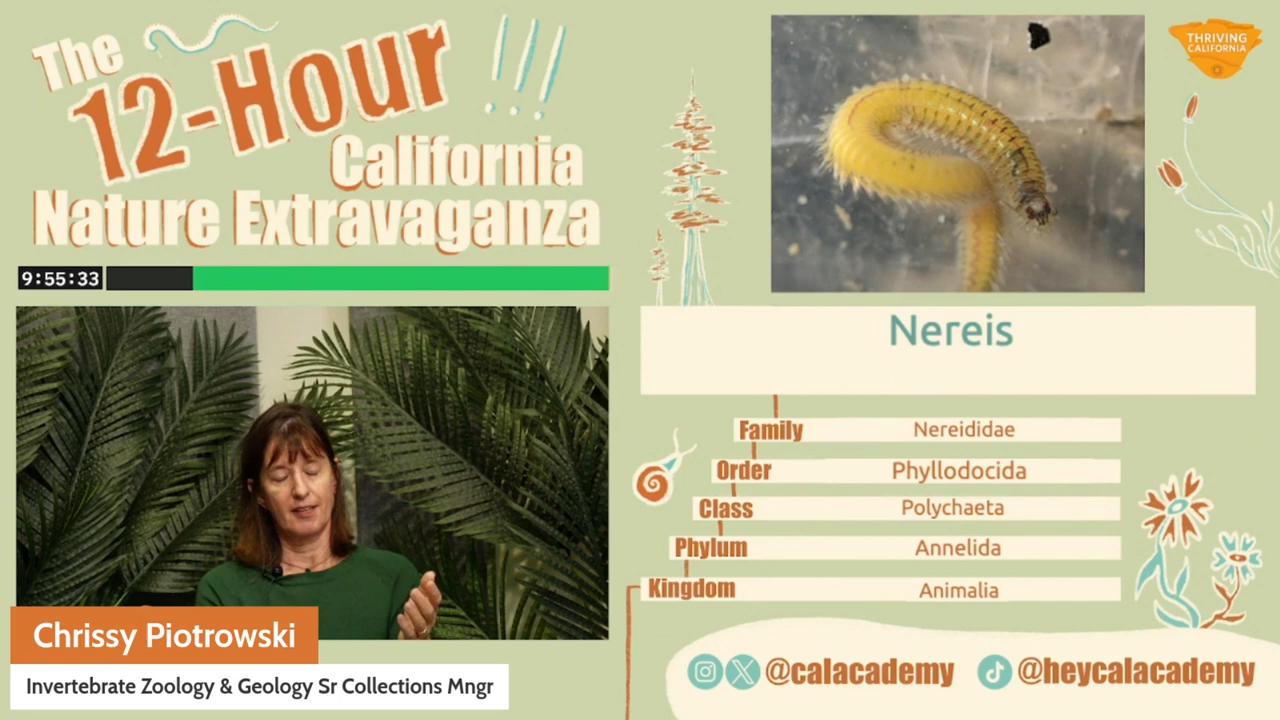 The
12-Hour!!!
California
Nature Extravaganza
9:55:33
Chrissy Piotrowski
Invertebrate Zoology & Geology Sr Collections Mngr
THRIVING
CALIFORNIA
Nereis
Family Nereididae
Order Phyllodocida
Class Polychaeta
Phylum Annelida
Kingdom Animalia
@calacademy @heycalacademy